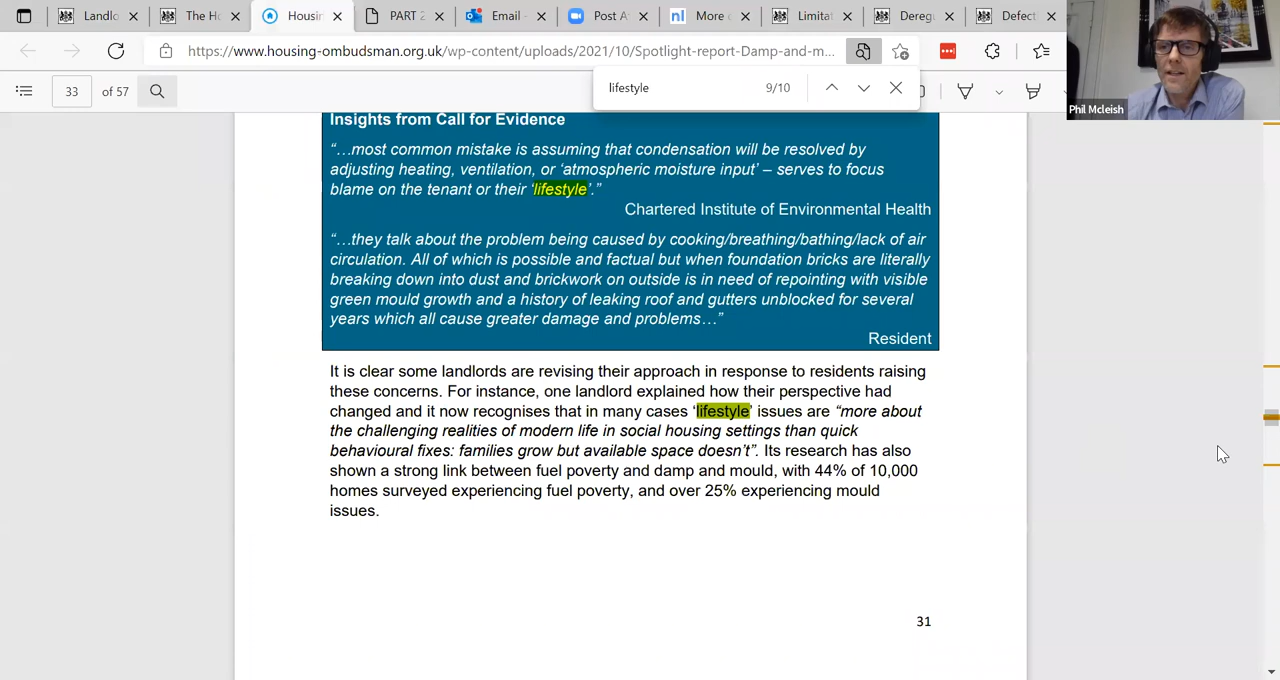 Landlo
The Ho
Housin
PART 2
Email -
Post A
More o
Limitat
Deregu
Defecti
https://www.housing-ombudsman.org.uk/wp-content/uploads/2021/10/Spotlight-report-Damp-and-m...
33 of 57
lifestyle 9/10
Phil Mcleish
Insights from Call for Evidence
“…most common mistake is assuming that condensation will be resolved by
adjusting heating, ventilation, or ‘atmospheric moisture input’ – serves to focus
blame on the tenant or their ‘lifestyle’.”
Chartered Institute of Environmental Health
“…they talk about the problem being caused by cooking/breathing/bathing/lack of air
circulation. All of which is possible and factual but when foundation bricks are literally
breaking down into dust and brickwork on outside is in need of repointing with visible
green mould growth and a history of leaking roof and gutters unblocked for several
years which all cause greater damage and problems…”
Resident
It is clear some landlords are revising their approach in response to residents raising
these concerns. For instance, one landlord explained how their perspective had
changed and it now recognises that in many cases ‘lifestyle’ issues are “more about
the challenging realities of modern life in social housing settings than quick
behavioural fixes: families grow but available space doesn’t”. Its research has also
shown a strong link between fuel poverty and damp and mould, with 44% of 10,000
homes surveyed experiencing fuel poverty, and over 25% experiencing mould
issues.
31